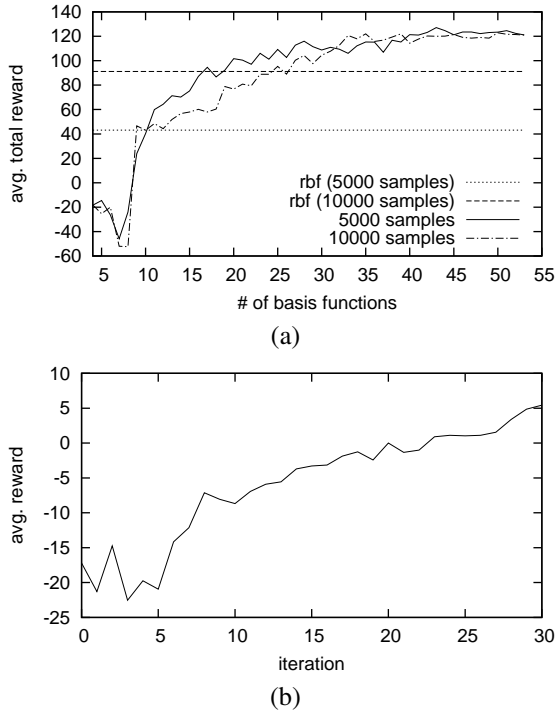 140
120
100
80
60
40
20
0
-20
-40
-60
avg. total reward
rbf (5000 samples)
rbf (10000 samples)
5000 samples
10000 samples
5 10 15 20 25 30 35 40 45 50 55
# of basis functions
(a)
10
5
0
-5
-10
-15
-20
-25
avg. reward
0 5 10 15 20 25 30
iteration
(b)